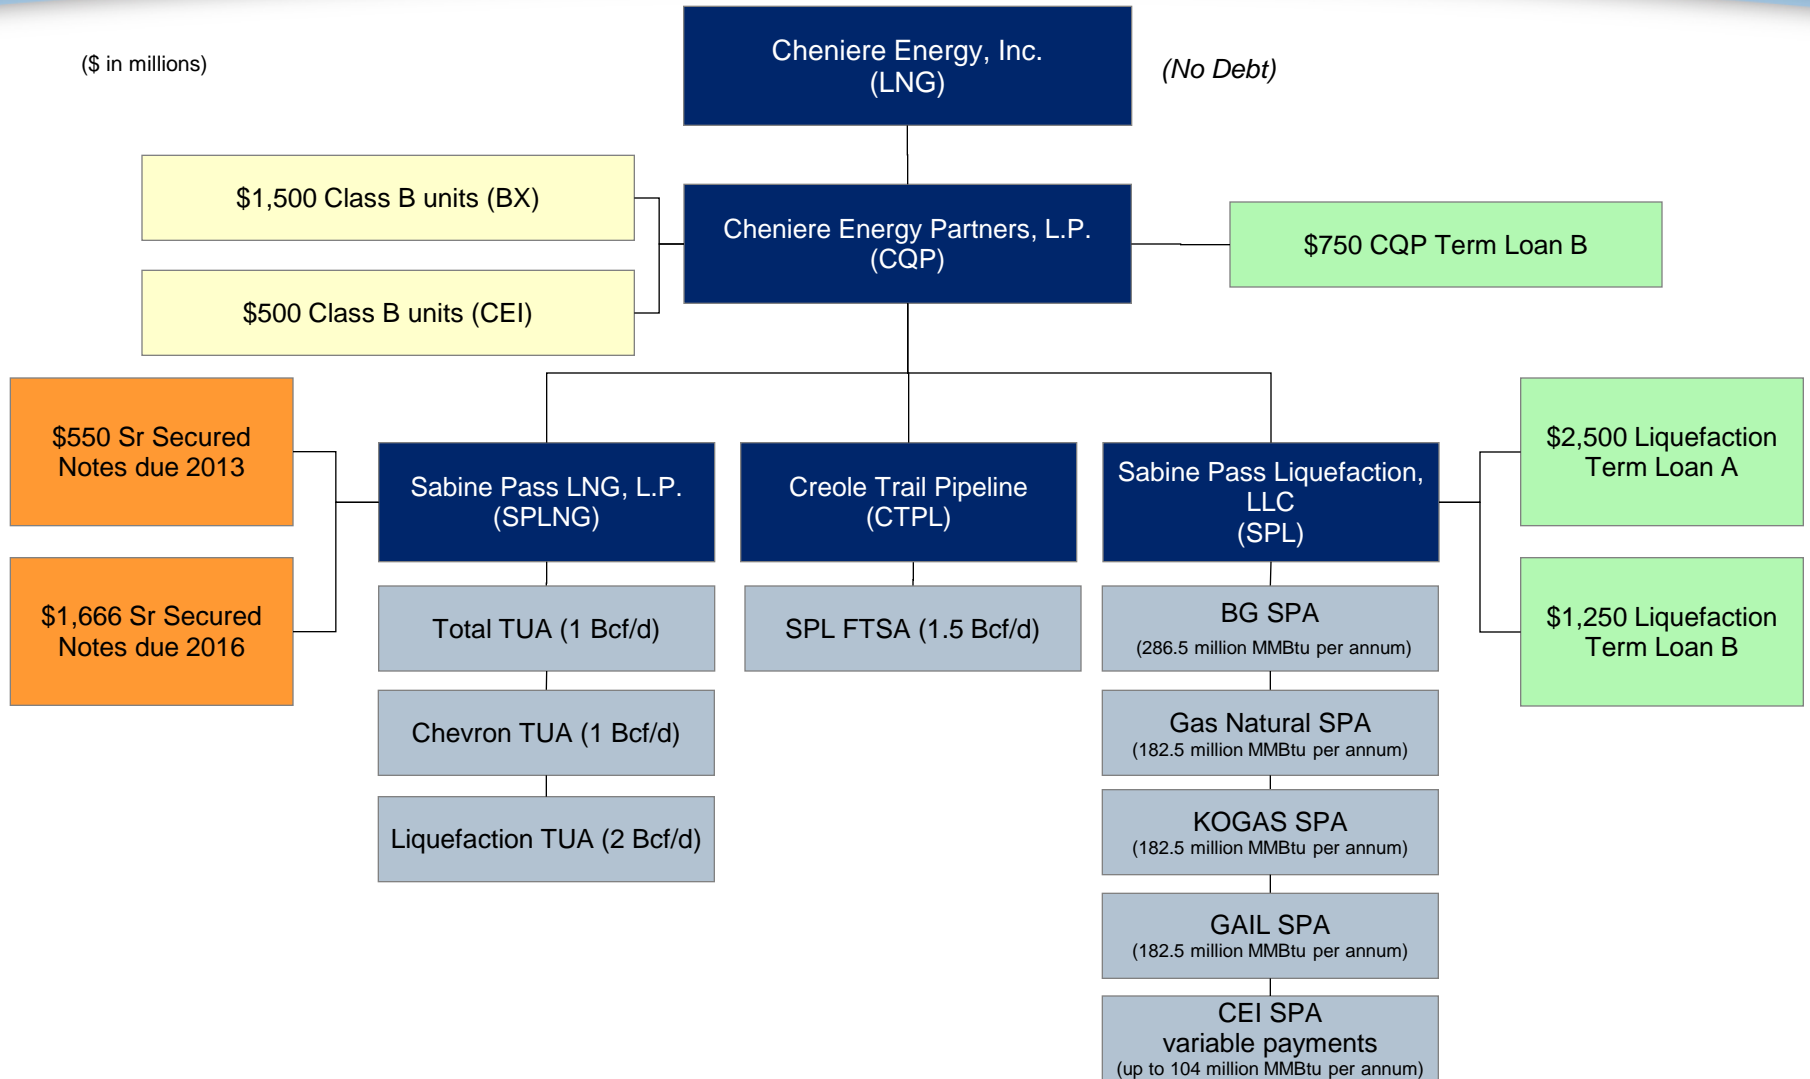 ($ in millions)
Cheniere Energy, Inc.
(LNG)
(No Debt)
$1,500 Class B units (BX)
$500 Class B units (CEI)
Cheniere Energy Partners, L.P.
(CQP)
$750 CQP Term Loan B
$550 Sr Secured
Notes due 2013
$1,666 Sr Secured
Notes due 2016
Sabine Pass LNG, L.P.
(SPLNG)
Creole Trail Pipeline
(CTPL)
Sabine Pass Liquefaction,
LLC
(SPL)
$2,500 Liquefaction
Term Loan A
$1,250 Liquefaction
Term Loan B
Total TUA (1 Bcf/d)
Chevron TUA (1 Bcf/d)
Liquefaction TUA (2 Bcf/d)
SPL FTSA (1.5 Bcf/d)
BG SPA
(286.5 million MMBtu per annum)
Gas Natural SPA
(182.5 million MMBtu per annum)
KOGAS SPA
(182.5 million MMBtu per annum)
GAIL SPA
(182.5 million MMBtu per annum)
CEI SPA
variable payments
(up to 104 million MMBtu per annum)